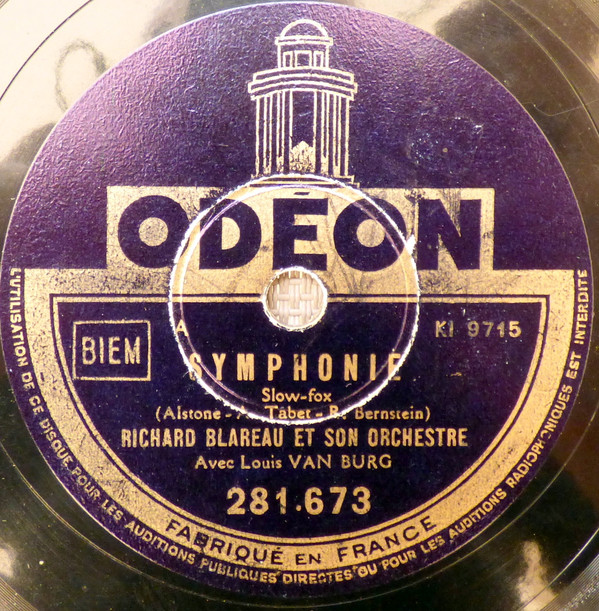 ODÉON
BIEM
A
KI 9715
SYMPHONIE
Slow-fox
(Alstone - A. Tabet - R. Bernstein)
RICHARD BLAREAU ET SON ORCHESTRE
Avec Louis VAN BURG
281.673
FABRIQUÉ EN FRANCE
L'UTILISATION DE CE DISQUE POUR LES AUDITIONS PUBLIQUES DIRECTES OU POUR LES AUDITIONS RADIOPHONIQUES EST INTERDITE